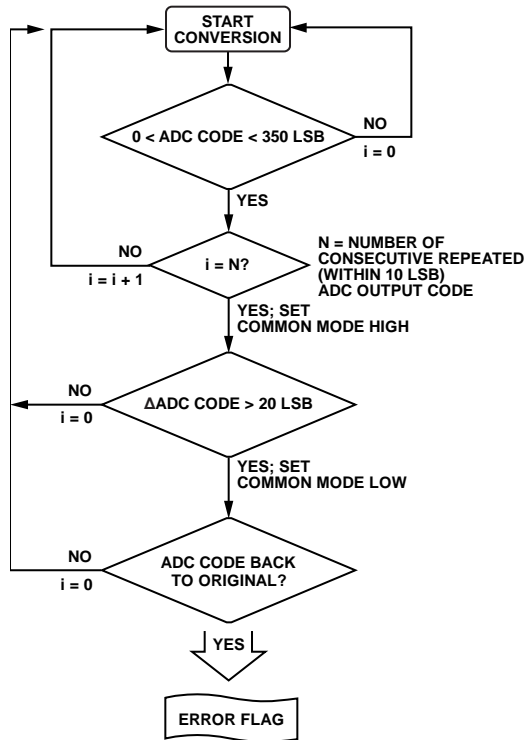 START
CONVERSION
0 < ADC CODE < 350 LSB
NO
i = 0
YES
NO
i = i + 1
i = N?
N = NUMBER OF
CONSECUTIVE REPEATED
(WITHIN 10 LSB)
ADC OUTPUT CODE
YES; SET
COMMON MODE HIGH
NO
i = 0
ΔADC CODE > 20 LSB
YES; SET
COMMON MODE LOW
NO
i = 0
ADC CODE BACK
TO ORIGINAL?
YES
ERROR FLAG